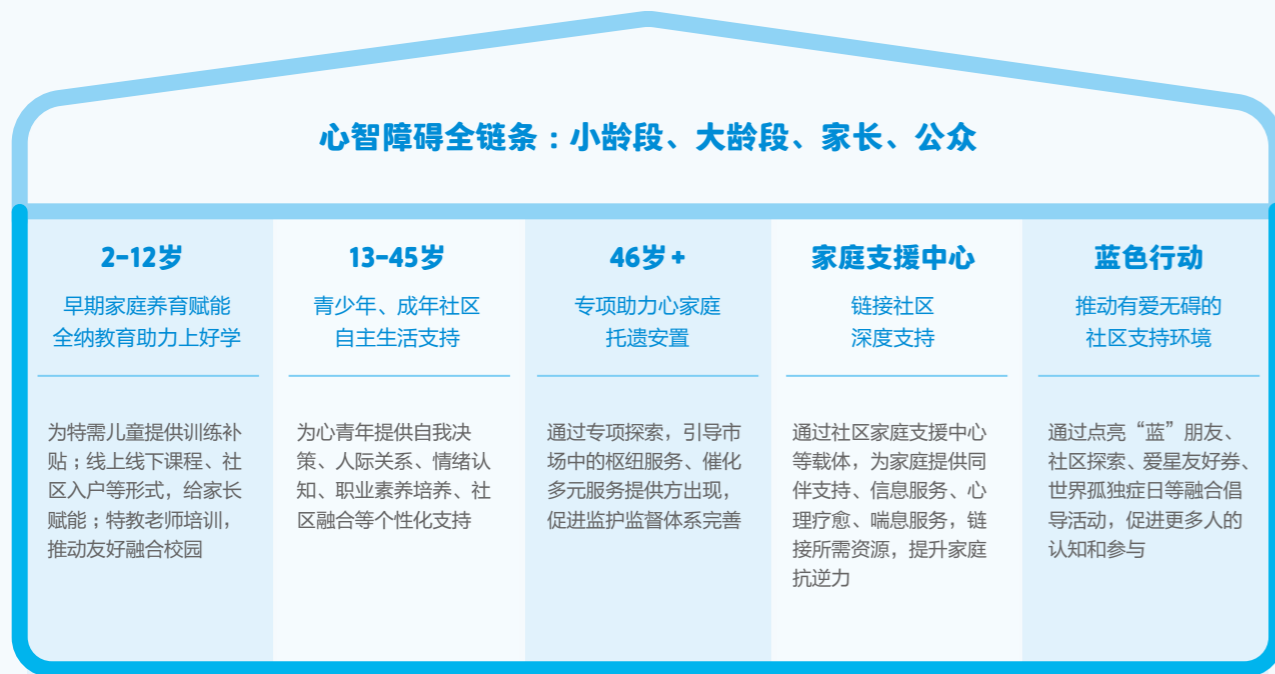 心智障碍全链条：小龄段、大龄段、家长、公众
2-12岁
早期家庭养育赋能
全纳教育助力上好学
为特需儿童提供训练补
贴；线上线下课程、社
区入户等形式，给家长
赋能；特教老师培训，
推动友好融合校园
13-45岁
青少年、成年社区
自主生活支持
为心青年提供自我决
策、人际关系、情绪认
知、职业素养培养、社
区融合等个性化支持
46岁+
专项助力心家庭
托遗安置
通过专项探索，引导市
场中的枢纽服务、催化
多元服务提供方出现，
促进监护监督体系完善
家庭支援中心
链接社区
深度支持
通过社区家庭支援中心
等载体，为家庭提供同
伴支持、信息服务、心
理疗愈、喘息服务，链
接所需资源，提升家庭
抗逆力
蓝色行动
推动有爱无碍的
社区支持环境
通过点亮“蓝”朋友、
社区探索、爱星友好券、
世界孤独症日等融合倡
导活动，促进更多人的
认知和参与